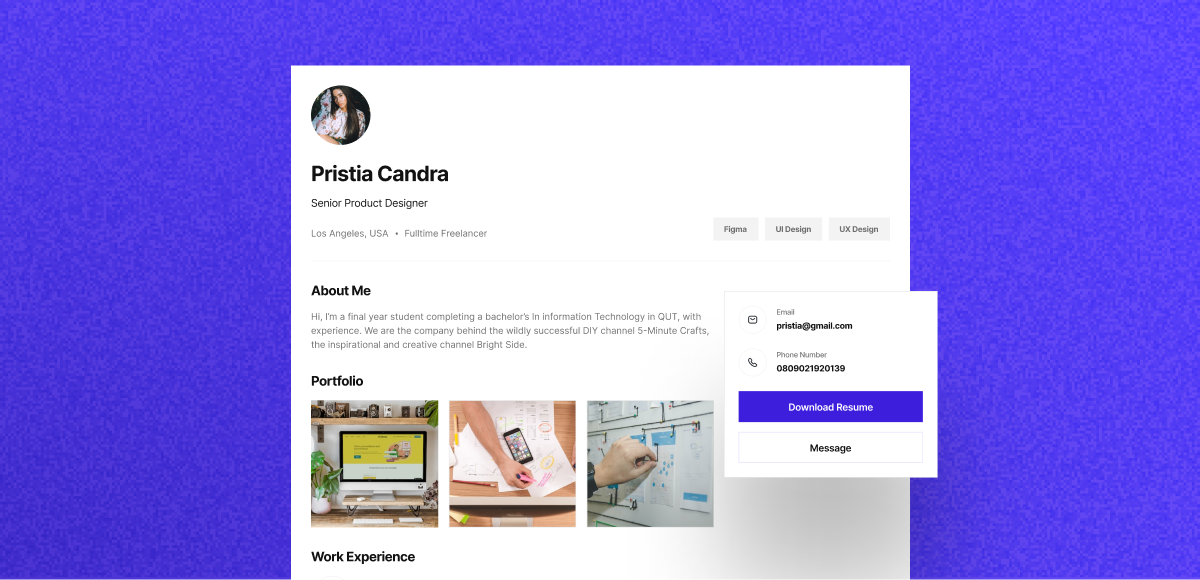 Pristia Candra
Senior Product Designer
Los Angeles, USA • Fulltime Freelancer
Figma
UI Design
UX Design
About Me
Hi, I'm a final year student completing a bachelor's In information Technology in QUT, with
experience. We are the company behind the wildly successful DIY channel 5-Minute Crafts,
the inspirational and creative channel Bright Side.
Email
pristia@gmail.com
Phone Number
0809021920139
Download Resume
Message
Portfolio
Work Experience